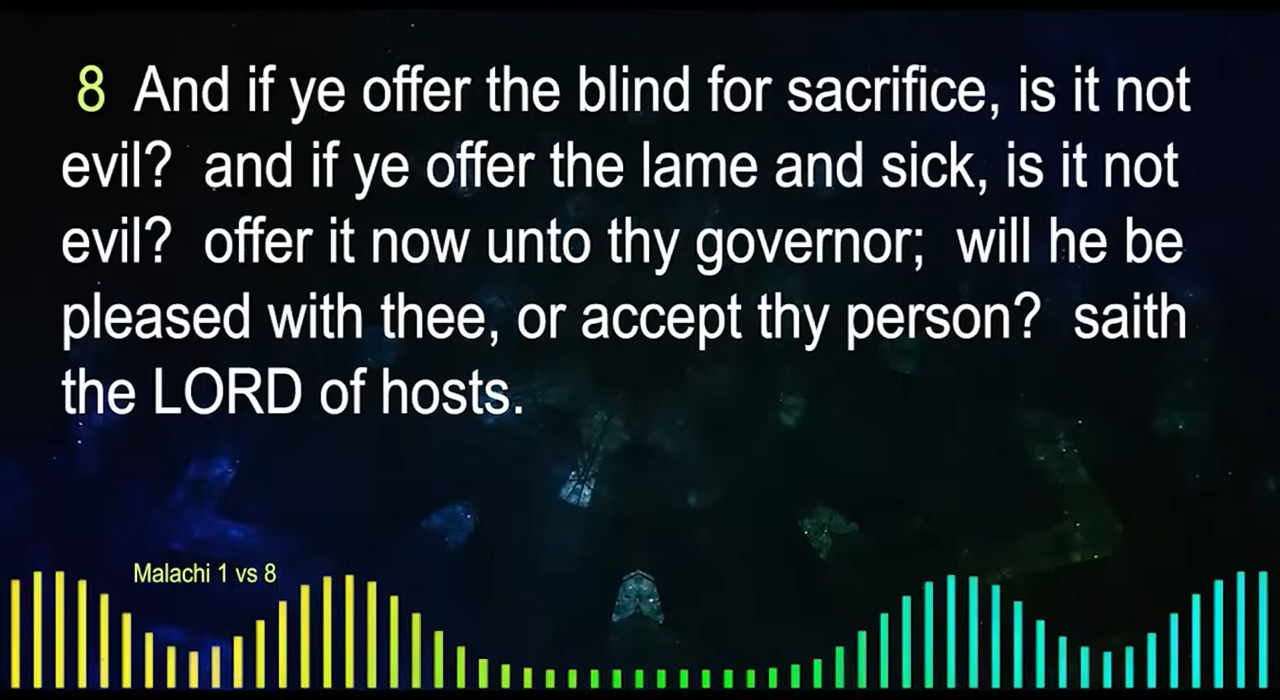 8 And if ye offer the blind for sacrifice, is it not
evil? and if ye offer the lame and sick, is it not
evil? offer it now unto thy governor; will he be
pleased with thee, or accept thy person? saith
the LORD of hosts.
Malachi 1 vs 8